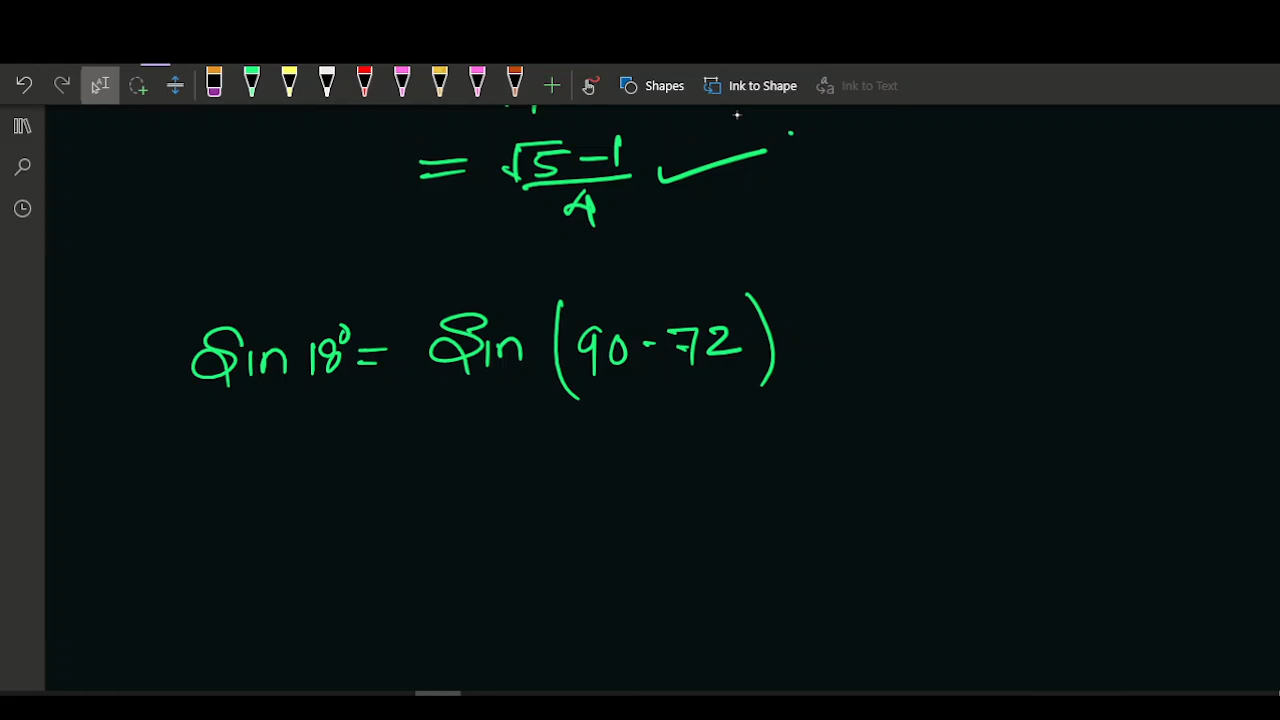 Shapes Ink to Shape Ink to Text
= √5 - 1 / 4
Sin 18° = Sin (90 - 72)